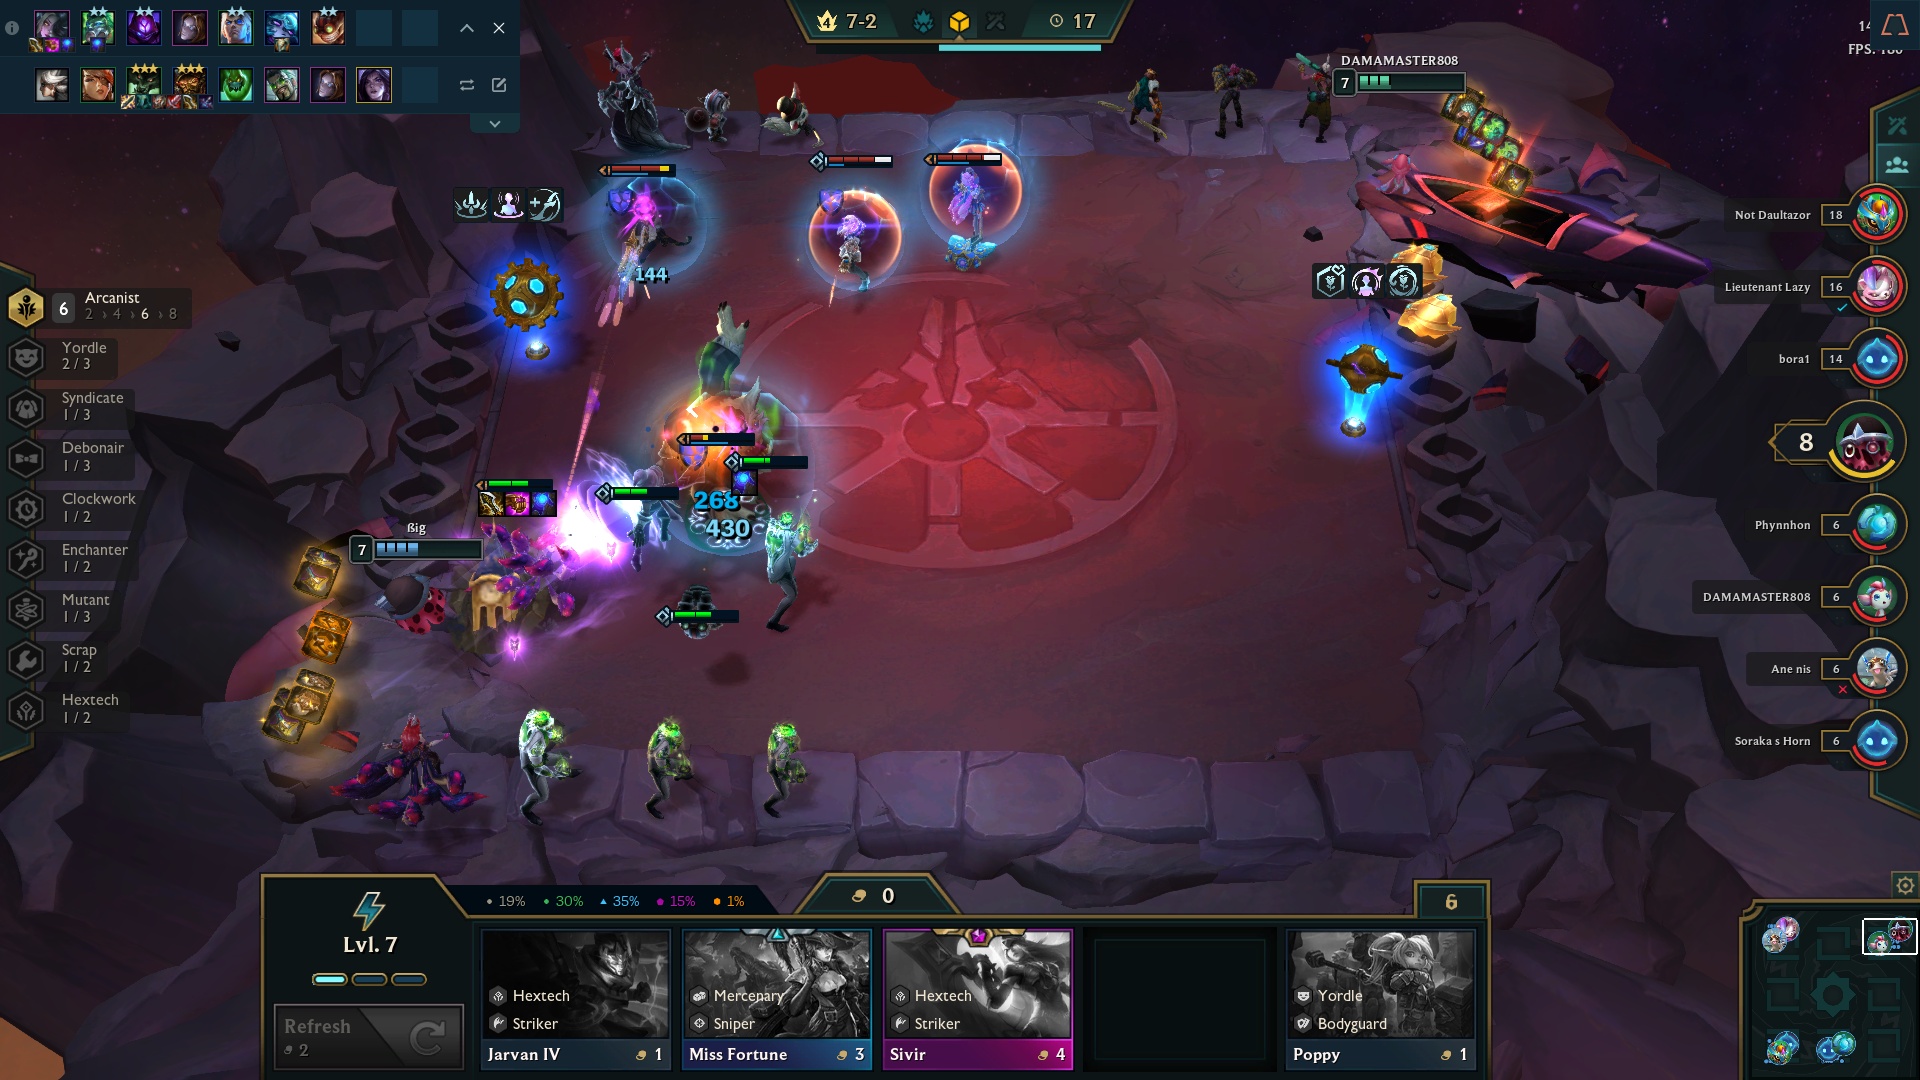 4
7-2
17
14
FPS: 180
DAMAMASTER808
7
Not Daultazor
18
Lieutenant Lazy
16
bora1
14
8
Phynnhon
6
DAMAMASTER808
6
Ane nis
6
Soraka s Horn
6
6
Arcanist
2 › 4 › 6 › 8
Yordle
2 / 3
Syndicate
1 / 3
Debonair
1 / 3
Clockwork
1 / 2
Enchanter
1 / 2
Mutant
1 / 3
Scrap
1 / 2
Hextech
1 / 2
144
268
430
ßig
7
Lvl. 7
19%
30%
35%
15%
1%
0
6
Refresh
2
Hextech
Striker
Jarvan IV
1
Mercenary
Sniper
Miss Fortune
3
Hextech
Striker
Sivir
4
Yordle
Bodyguard
Poppy
1